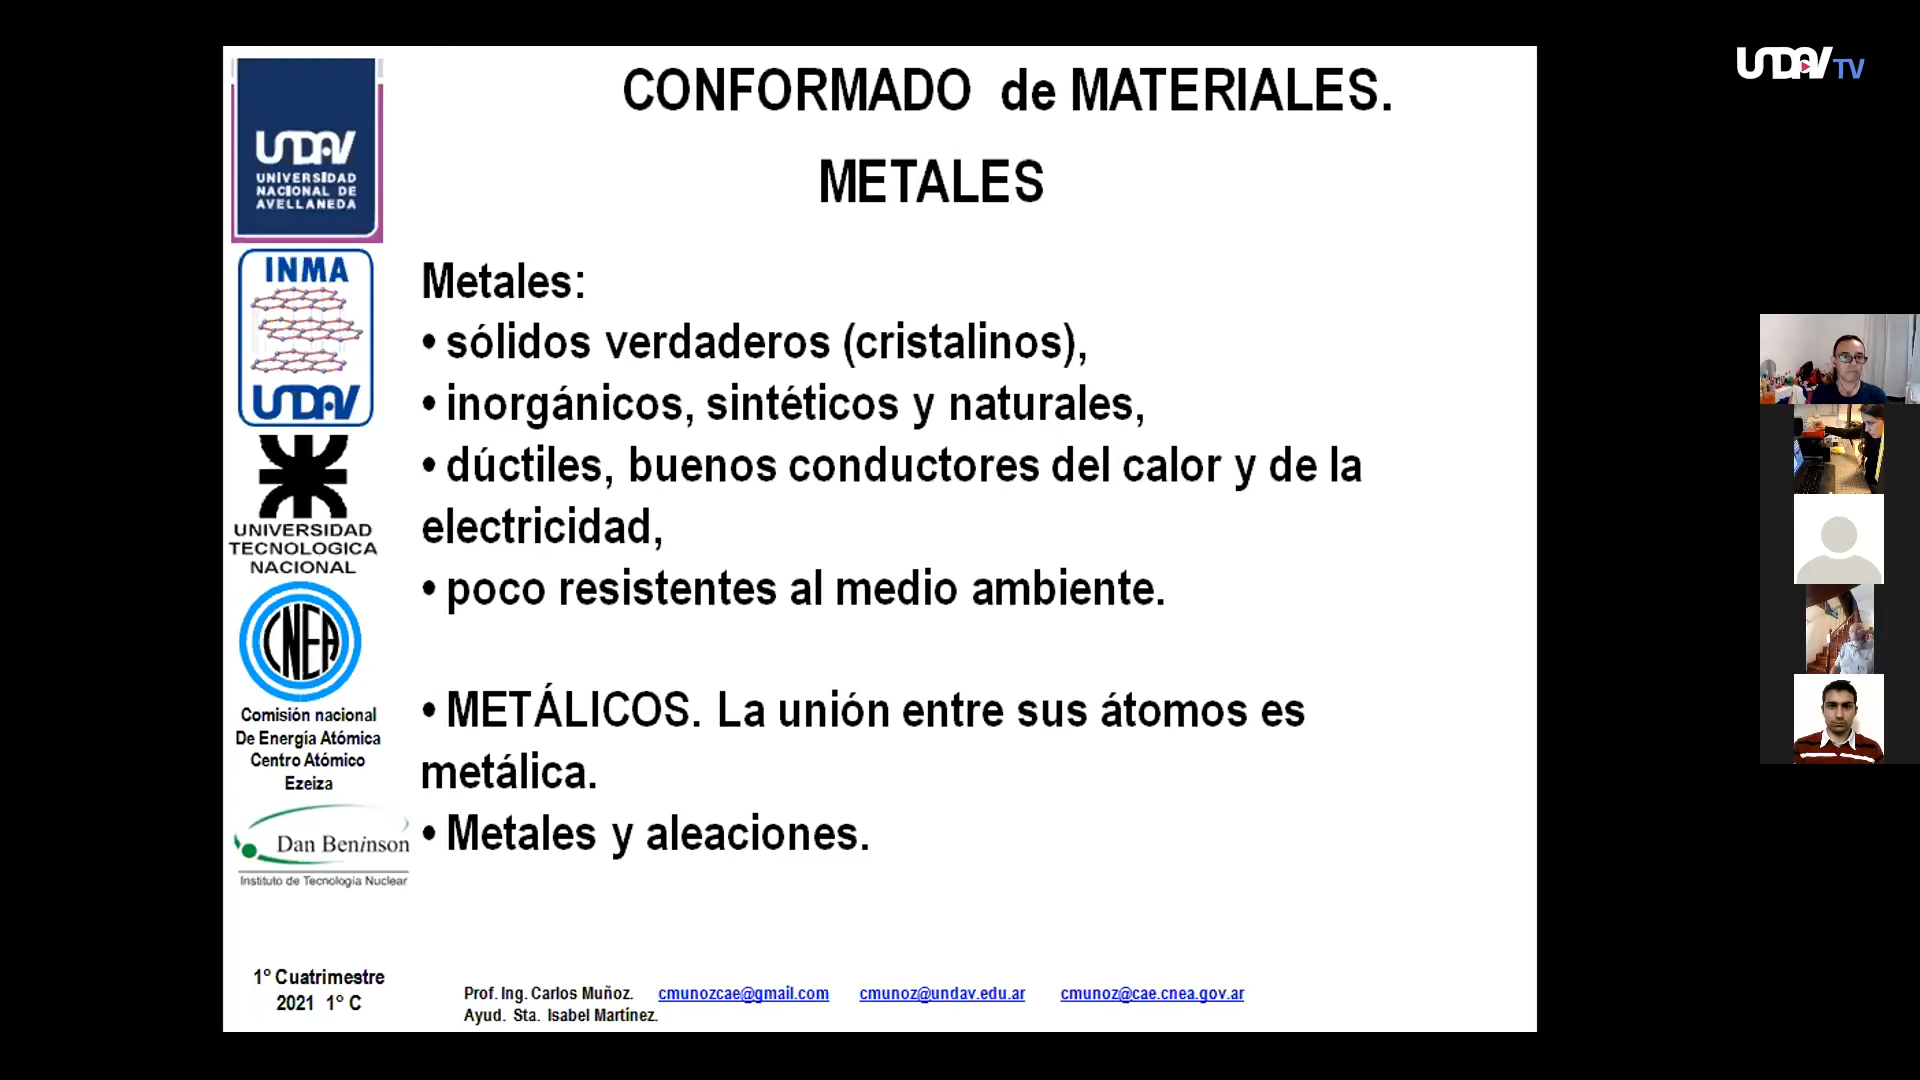 UNDAV TV
CONFORMADO de MATERIALES.
METALES
UNDAV
UNIVERSIDAD
NACIONAL DE
AVELLANEDA
INMA
UNDAV
UNIVERSIDAD
TECNOLOGICA
NACIONAL
CNEA
Comisión nacional
De Energía Atómica
Centro Atómico
Ezeiza
Dan Beninson
Instituto de Tecnología Nuclear
1º Cuatrimestre
2021 1º C
Metales:
• sólidos verdaderos (cristalinos),
• inorgánicos, sintéticos y naturales,
• dúctiles, buenos conductores del calor y de la
electricidad,
• poco resistentes al medio ambiente.
• METÁLICOS. La unión entre sus átomos es
metálica.
• Metales y aleaciones.
Prof. Ing. Carlos Muñoz. cmunozcae@gmail.com cmunoz@undav.edu.ar cmunoz@cae.cnea.gov.ar
Ayud. Sta. Isabel Martínez.